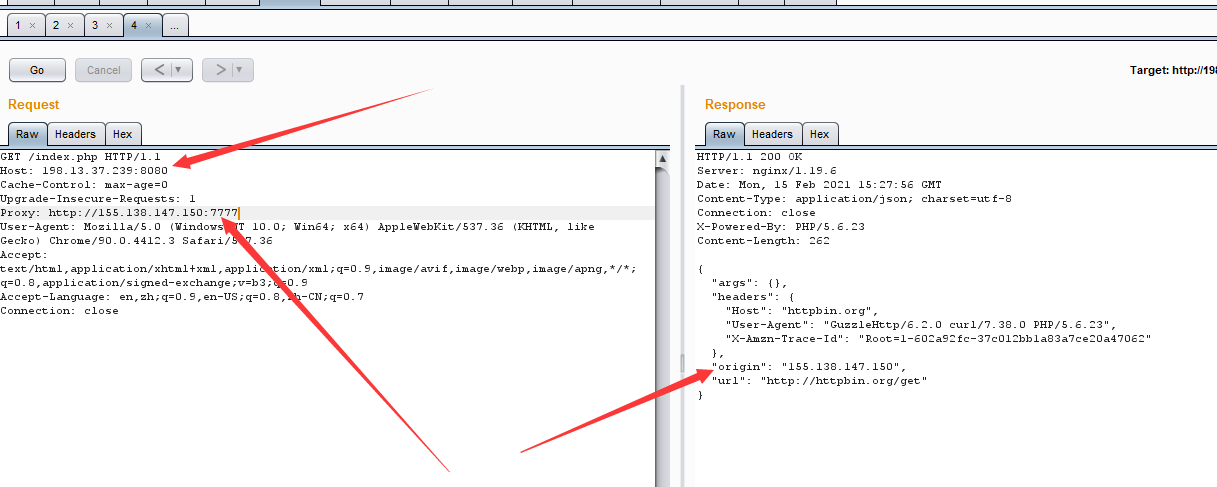 1 × 2 × 3 × 4 × ...
Go Cancel < | ▼ > | ▼
Target: http://198
Request
Raw Headers Hex
GET /index.php HTTP/1.1
Host: 198.13.37.239:8080
Cache-Control: max-age=0
Upgrade-Insecure-Requests: 1
Proxy: http://155.138.147.150:7777
User-Agent: Mozilla/5.0 (Windows NT 10.0; Win64; x64) AppleWebKit/537.36 (KHTML, like
Gecko) Chrome/90.0.4412.3 Safari/537.36
Accept:
text/html,application/xhtml+xml,application/xml;q=0.9,image/avif,image/webp,image/apng,*/*;
q=0.8,application/signed-exchange;v=b3;q=0.9
Accept-Language: en,zh;q=0.9,en-US;q=0.8,zh-CN;q=0.7
Connection: close
Response
Raw Headers Hex
HTTP/1.1 200 OK
Server: nginx/1.19.6
Date: Mon, 15 Feb 2021 15:27:56 GMT
Content-Type: application/json; charset=utf-8
Connection: close
X-Powered-By: PHP/5.6.23
Content-Length: 262
{
"args": {},
"headers": {
"Host": "httpbin.org",
"User-Agent": "GuzzleHttp/6.2.0 curl/7.38.0 PHP/5.6.23",
"X-Amzn-Trace-Id": "Root=1-602a92fc-37c012bb1a83a7ce20a47062"
},
"origin": "155.138.147.150",
"url": "http://httpbin.org/get"
}